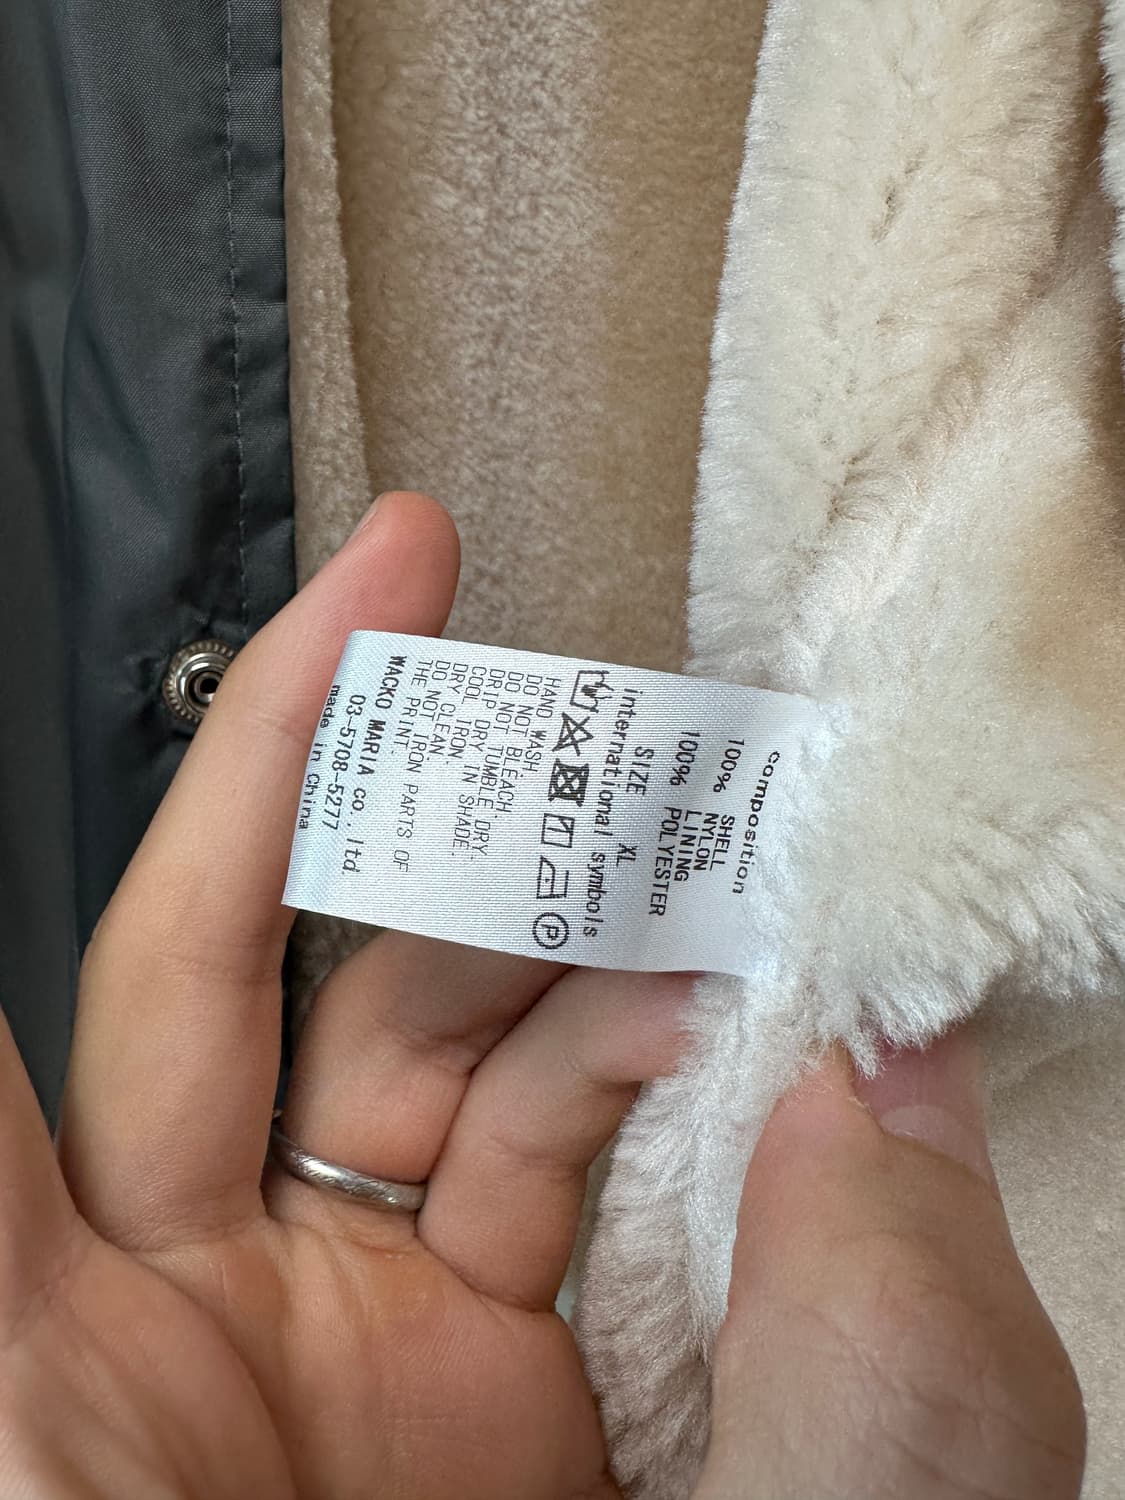 composition
SHELL
100% NYLON
LINING
100% POLYESTER
SIZE XL
international symbols
P
HAND WASH.
DO NOT BLEACH.
DO NOT TUMBLE DRY.
DRIP DRY IN SHADE.
COOL IRON.
DRY CLEAN.
DO NOT IRON PARTS OF
THE PRINT.
WACKO MARIA co., ltd.
03-5708-5277
made in China